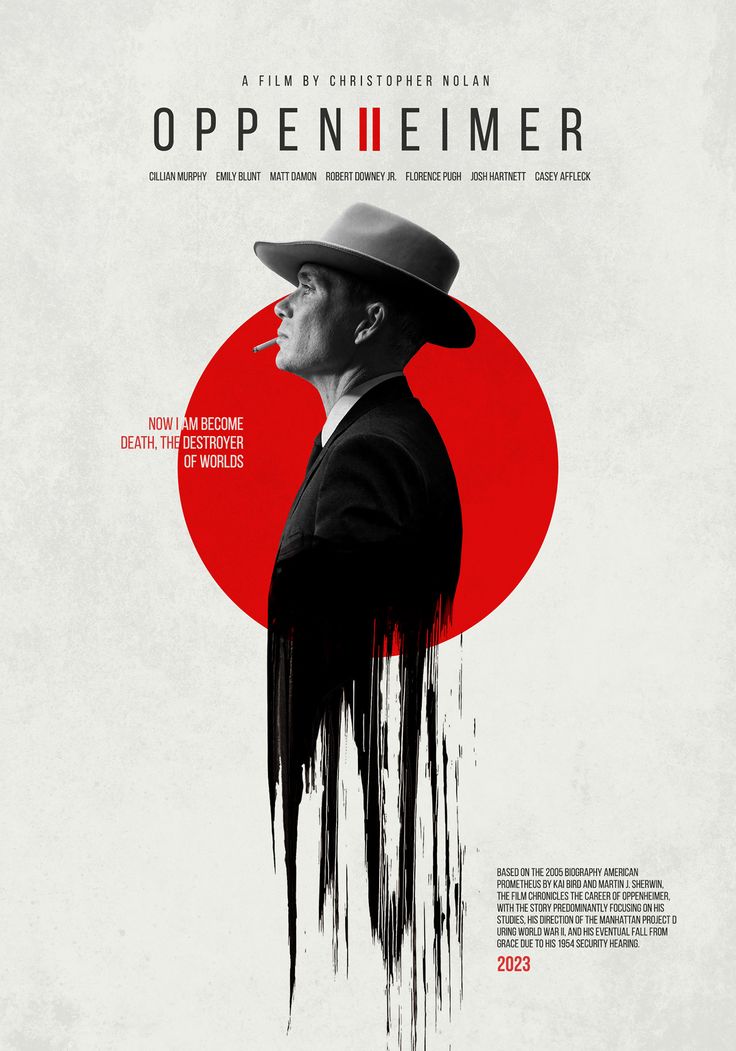 A FILM BY CHRISTOPHER NOLAN
OPPENIIEIMER
CILLIAN MURPHY EMILY BLUNT MATT DAMON ROBERT DOWNEY JR. FLORENCE PUGH JOSH HARTNETT CASEY AFFLECK
NOW I AM BECOME
DEATH, THE DESTROYER
OF WORLDS
BASED ON THE 2005 BIOGRAPHY AMERICAN
PROMETHEUS BY KAI BIRD AND MARTIN J. SHERWIN,
THE FILM CHRONICLES THE CAREER OF OPPENHEIMER,
WITH THE STORY PREDOMINANTLY FOCUSING ON HIS
STUDIES, HIS DIRECTION OF THE MANHATTAN PROJECT D
URING WORLD WAR II, AND HIS EVENTUAL FALL FROM
GRACE DUE TO HIS 1954 SECURITY HEARING.
2023